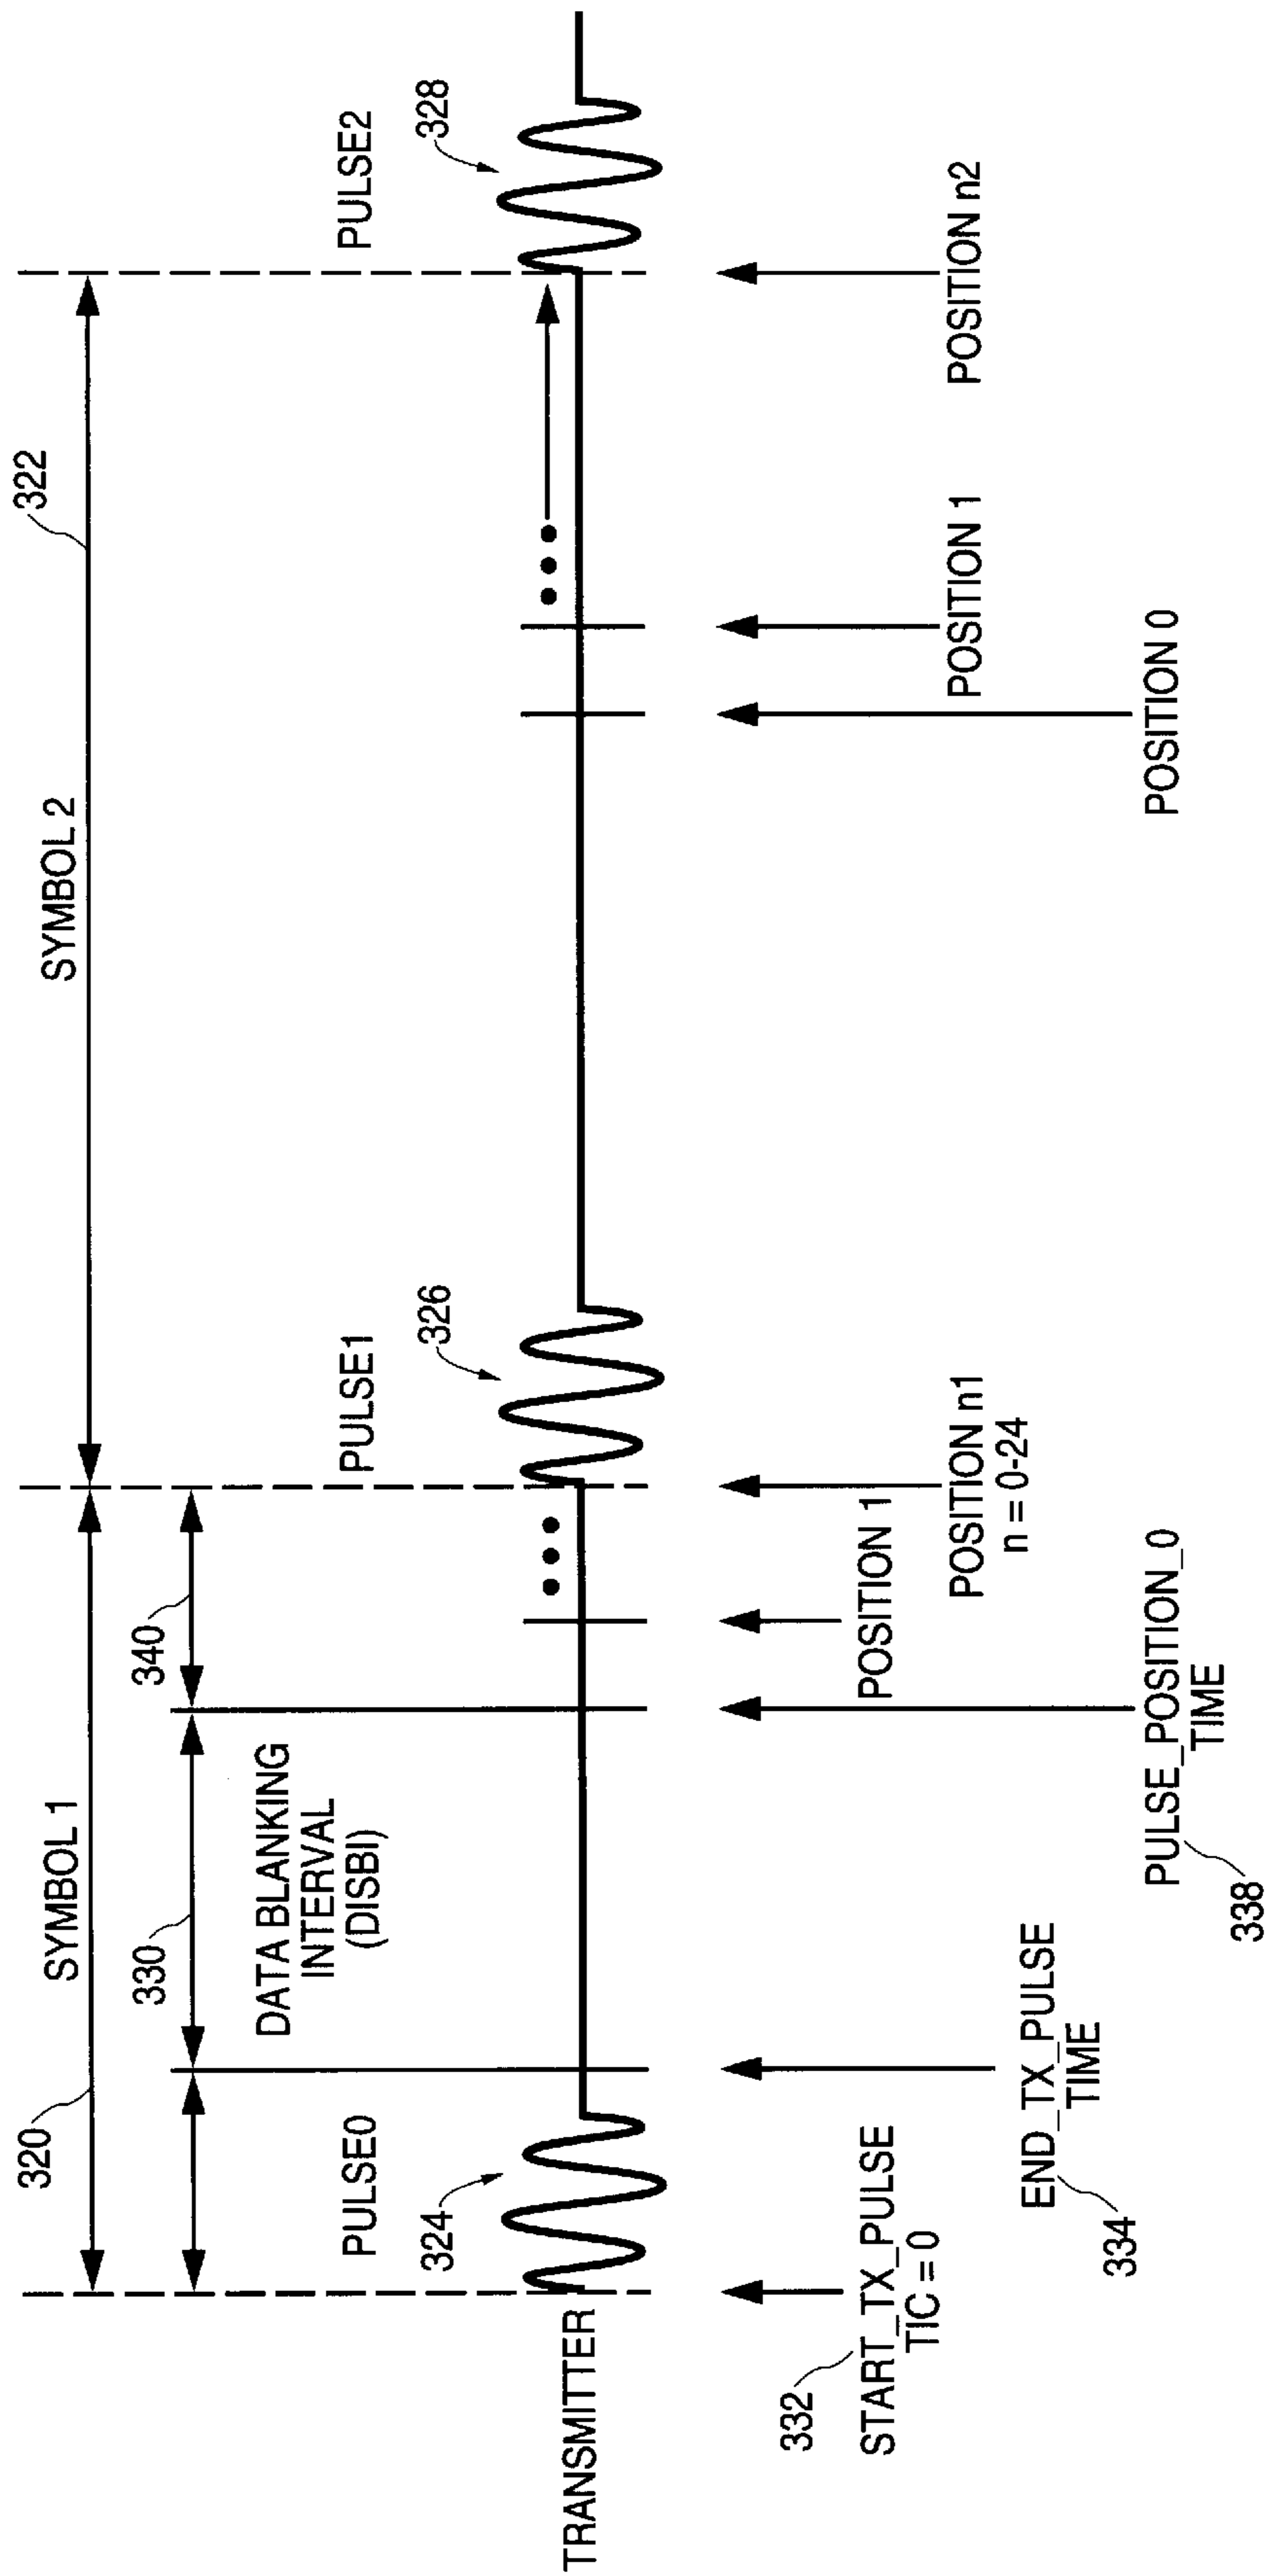 SYMBOL 1
SYMBOL 2
320
322
330
340
DATA BLANKING
INTERVAL
(DISBI)
PULSE0
PULSE1
PULSE2
324
326
328
TRANSMITTER
332
START_TX_PULSE
TIC = 0
334
END_TX_PULSE
TIME
338
PULSE_POSITION_0
TIME
POSITION 1
POSITION n1
n = 0-24
POSITION 0
POSITION 1
POSITION n2